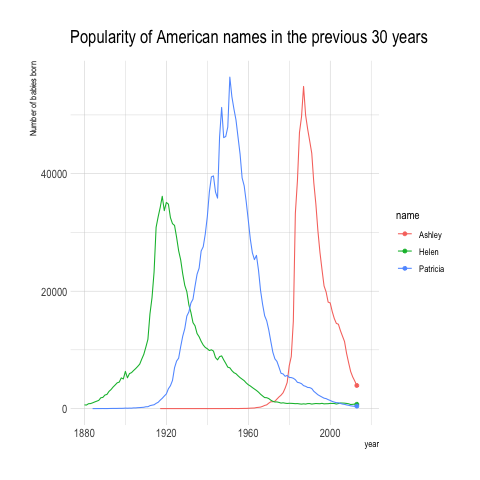 Popularity of American names in the previous 30 years
Number of babies born
40000
20000
0
1880
1920
1960
2000
year
name
Ashley
Helen
Patricia